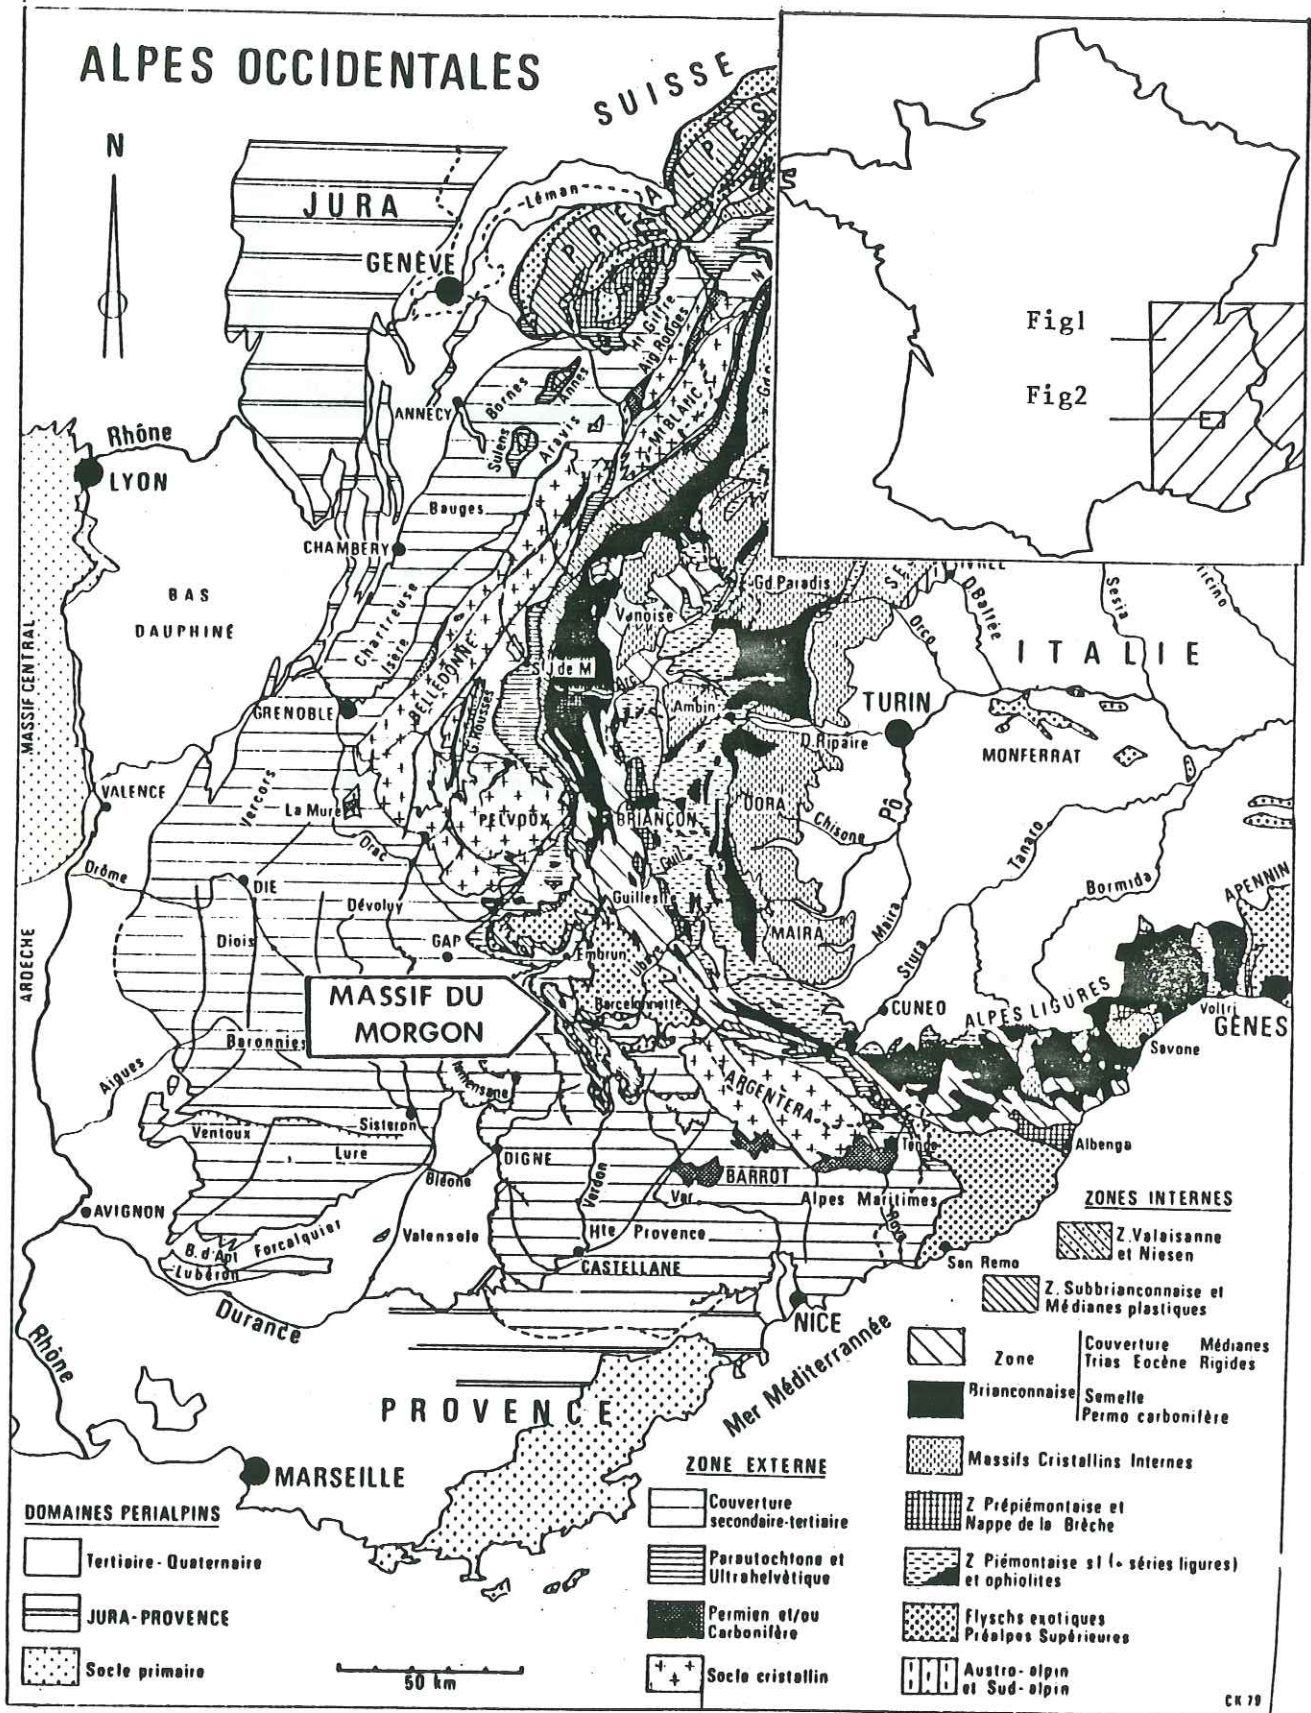 ALPES OCCIDENTALES
SUISSE
N
JURA
Léman
PREALPES
GENÈVE
Ht Giffre
Aig Rouges
Mt BLANC
Fig1
Fig2
ANNECY
Bornes
Annes
Sulens
Aravis
Rhône
LYON
Bauges
CHAMBÉRY
BAS
DAUPHINÉ
MASSIF CENTRAL
Chartreuse
Isère
BELLEDONNE
Vanoise
Gd Paradis
Orco
D.Baltée
Sesia
ITALIE
S J de M
Arc
Ambin
GRENOBLE
G. Rousses
TURIN
D.Ripaire
MONFERRAT
VALENCE
Vercors
La Mure
PELVOUX
BRIANÇON
DORA
Chisone
Pô
Tanaro
Drac
Guil
Bormida
APENNIN
Drôme
DIE
Dévoluy
Guillestre
MAIRA
Maira
Stura
Diois
GAP
Embrun
Ubaye
ARDECHE
MASSIF DU
MORGON
Barcelonnette
CUNEO
ALPES LIGURES
Voltri
GÊNES
Savone
Baronnies
Aigues
ARGENTERA
Sisteron
Ventoux
Lure
DIGNE
Tende
Albenga
Bléone
Verdon
BARROT
Var
Alpes Maritimes
Roya
AVIGNON
B. d'Apt
Forcalquier
Valensole
Hte Provence
Lubéron
CASTELLANE
San Remo
Durance
NICE
Rhône
Mer Méditerrannée
PROVENCE
MARSEILLE
ZONES INTERNES
Z.Valaisanne
et Niesen
Z. Subbrianconnaise et
Médianes plastiques
Zone
Brianconnaise
Couverture Médianes
Trias Eocène Rigides
Semelle
Permo carbonifère
Massifs Cristallins Internes
Z Prépiémontaise et
Nappe de la Brèche
Z Piémontaise sl (+ séries ligures)
et ophiolites
Flyschs exotiques
Préalpes Supérieures
Austro-alpin
et Sud-alpin
ZONE EXTERNE
Couverture
secondaire-tertiaire
Parautochtone et
Ultrahelvètique
Permien et/ou
Carbonifère
Socle cristallin
DOMAINES PERIALPINS
Tertiaire-Quaternaire
JURA-PROVENCE
Socle primaire
50 km
CK 79